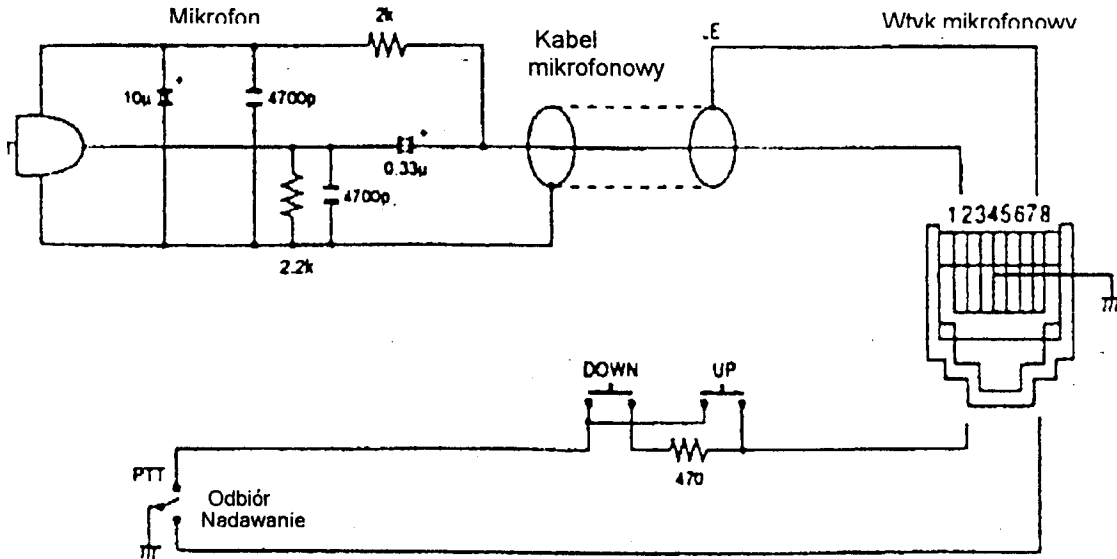 Mikrofon
2k
Kabel
mikrofonowy
Wtyk mikrofonowy
10µ
+
4700p
+
0.33µ
4700p
2.2k
12345678
DOWN
UP
470
PTT
Odbiór
Nadawanie